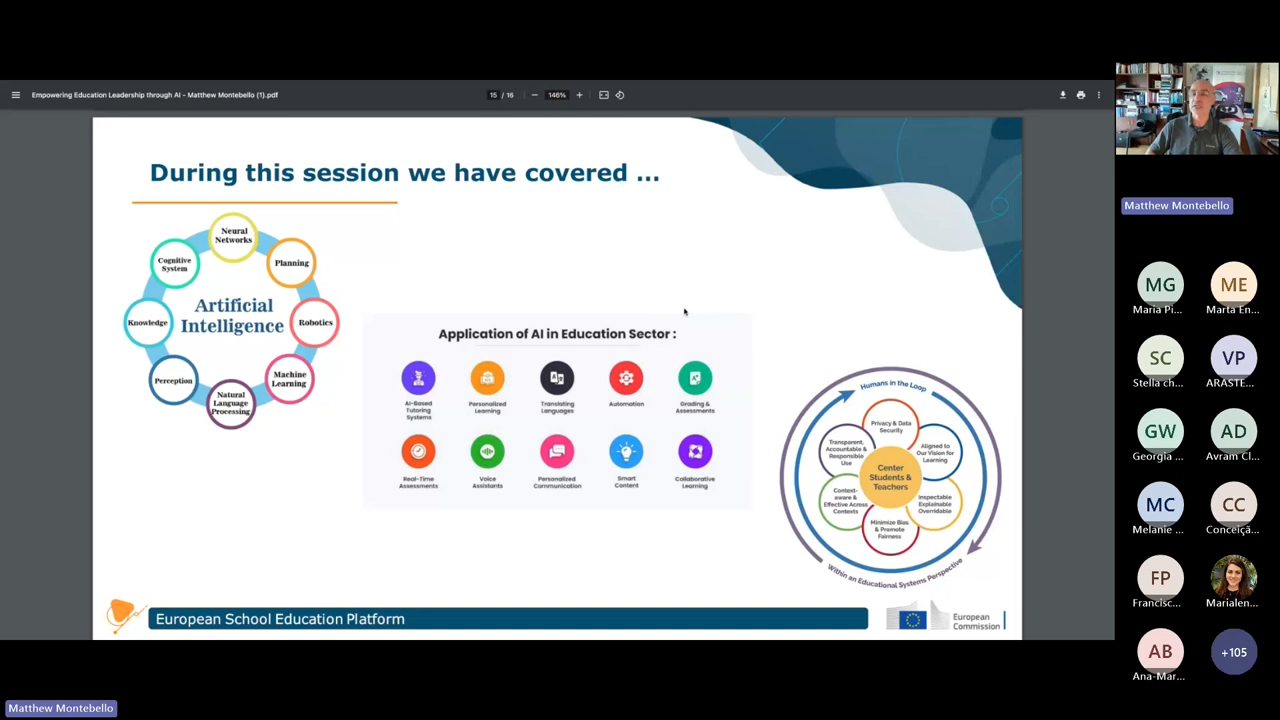 Empowering Education Leadership through AI - Matthew Montebello (1).pdf
15 / 16
146%
During this session we have covered ...
Neural
Networks
Planning
Robotics
Machine
Learning
Natural
Language
Processing
Perception
Knowledge
Cognitive
System
Artificial
Intelligence
Application of AI in Education Sector :
AI-Based
Tutoring
Systems
Personalized
Learning
Translating
Languages
Automation
Grading &
Assessments
Real-Time
Assessments
Voice
Assistants
Personalized
Communication
Smart
Content
Collaborative
Learning
Humans in the Loop
Privacy & Data
Security
Aligned to
Our Vision for
Learning
Inspectable
Explainable
Overridable
Minimize Bias
& Promote
Fairness
Context-
aware &
Effective Across
Contexts
Transparent,
Accountable &
Responsible
Use
Center
Students &
Teachers
Within an Educational Systems Perspective
European School Education Platform
European
Commission
Matthew Montebello
MG
Maria Pi...
ME
Marta En...
SC
Stella ch...
VP
ARASTE...
GW
Georgia ...
AD
Avram Cl...
MC
Melanie ...
CC
Conceiçã...
FP
Francisc...
Marialen...
AB
Ana-Mar...
+105
Matthew Montebello